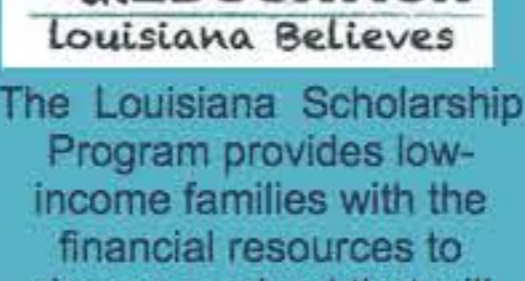 Louisiana Believes
The Louisiana Scholarship
Program provides low-
income families with the
financial resources to